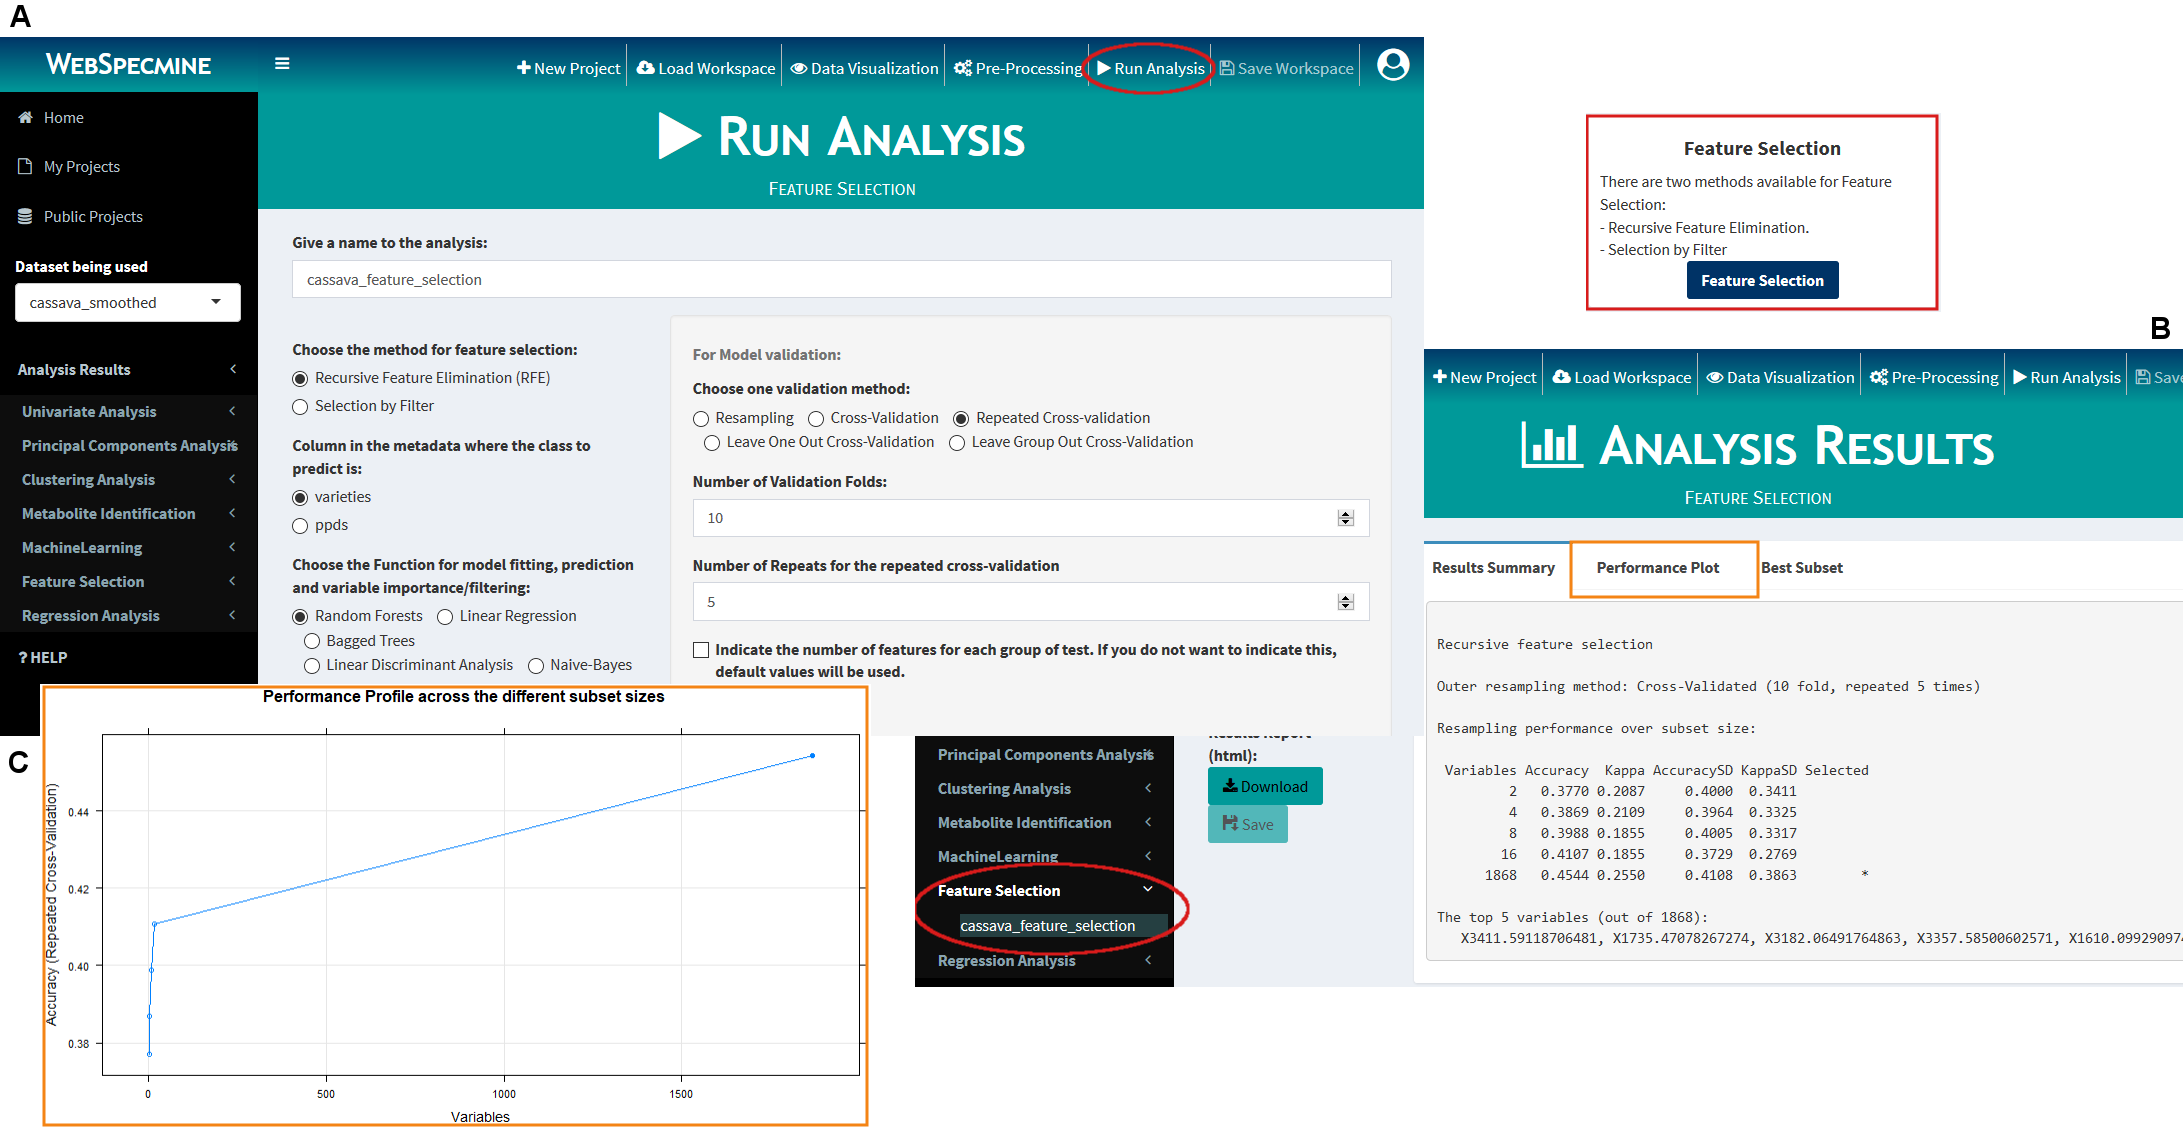 A
WEBSPECMINE
New Project
Load Workspace
Data Visualization
Pre-Processing
Run Analysis
Save Workspace
Home
My Projects
Public Projects
Dataset being used
cassava_smoothed
Analysis Results
Univariate Analysis
Principal Components Analysis
Clustering Analysis
Metabolite Identification
MachineLearning
Feature Selection
Regression Analysis
? HELP
RUN ANALYSIS
FEATURE SELECTION
Give a name to the analysis:
cassava_feature_selection
Choose the method for feature selection:
Recursive Feature Elimination (RFE)
Selection by Filter
Column in the metadata where the class to
predict is:
varieties
ppds
Choose the Function for model fitting, prediction
and variable importance/filtering:
Random Forests Linear Regression
Bagged Trees
Linear Discriminant Analysis Naive-Bayes
For Model validation:
Choose one validation method:
Resampling Cross-Validation Repeated Cross-validation
Leave One Out Cross-Validation Leave Group Out Cross-Validation
Number of Validation Folds:
10
Number of Repeats for the repeated cross-validation
5
Indicate the number of features for each group of test. If you do not want to indicate this,
default values will be used.
Feature Selection
There are two methods available for Feature
Selection:
- Recursive Feature Elimination.
- Selection by Filter
Feature Selection
B
New Project
Load Workspace
Data Visualization
Pre-Processing
Run Analysis
Save
ANALYSIS RESULTS
FEATURE SELECTION
Results Summary Performance Plot Best Subset
Recursive feature selection
Outer resampling method: Cross-Validated (10 fold, repeated 5 times)
Resampling performance over subset size:
Variables Accuracy Kappa AccuracySD KappaSD Selected
2 0.3770 0.2087 0.4000 0.3411
4 0.3869 0.2109 0.3964 0.3325
8 0.3988 0.1855 0.4005 0.3317
16 0.4107 0.1855 0.3729 0.2769
1868 0.4544 0.2550 0.4108 0.3863 *
The top 5 variables (out of 1868):
X3411.59118706481, X1735.47078267274, X3182.06491764863, X3357.58500602571, X1610.099290974
Results Report
(html):
Download
Save
Principal Components Analysis
Clustering Analysis
Metabolite Identification
MachineLearning
Feature Selection
cassava_feature_selection
Regression Analysis
C
Performance Profile across the different subset sizes
Accuracy (Repeated Cross-Validation)
0.44
0.42
0.40
0.38
0 500 1000 1500
Variables